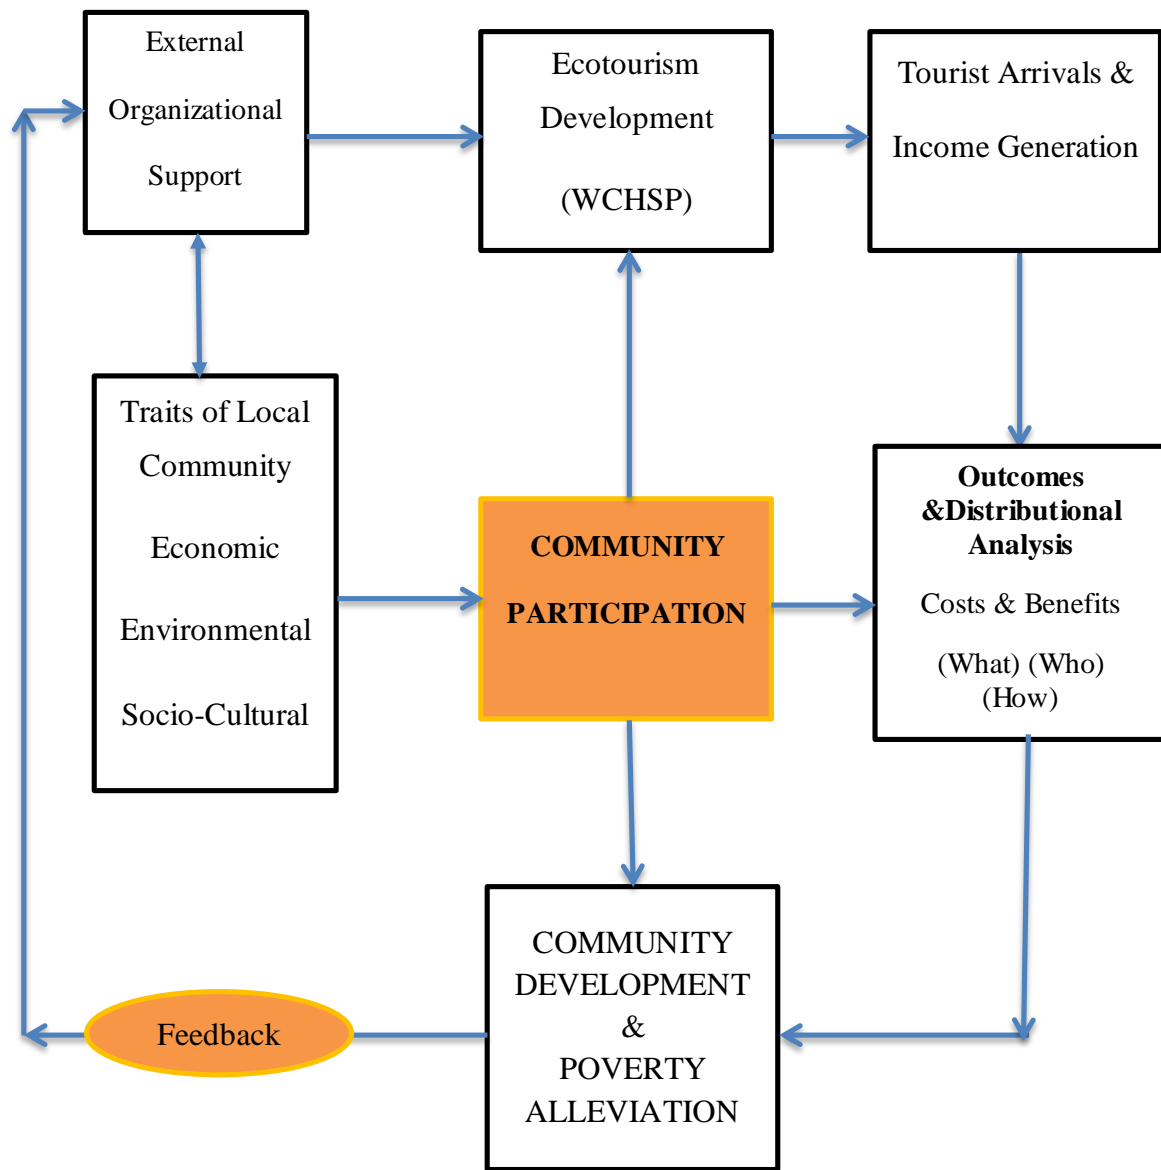 External
Organizational
Support
Ecotourism
Development
(WCHSP)
Tourist Arrivals &
Income Generation
Traits of Local
Community
Economic
Environmental
Socio-Cultural
COMMUNITY
PARTICIPATION
Outcomes
&Distributional
Analysis
Costs & Benefits
(What) (Who)
(How)
Feedback
COMMUNITY
DEVELOPMENT
&
POVERTY
ALLEVIATION